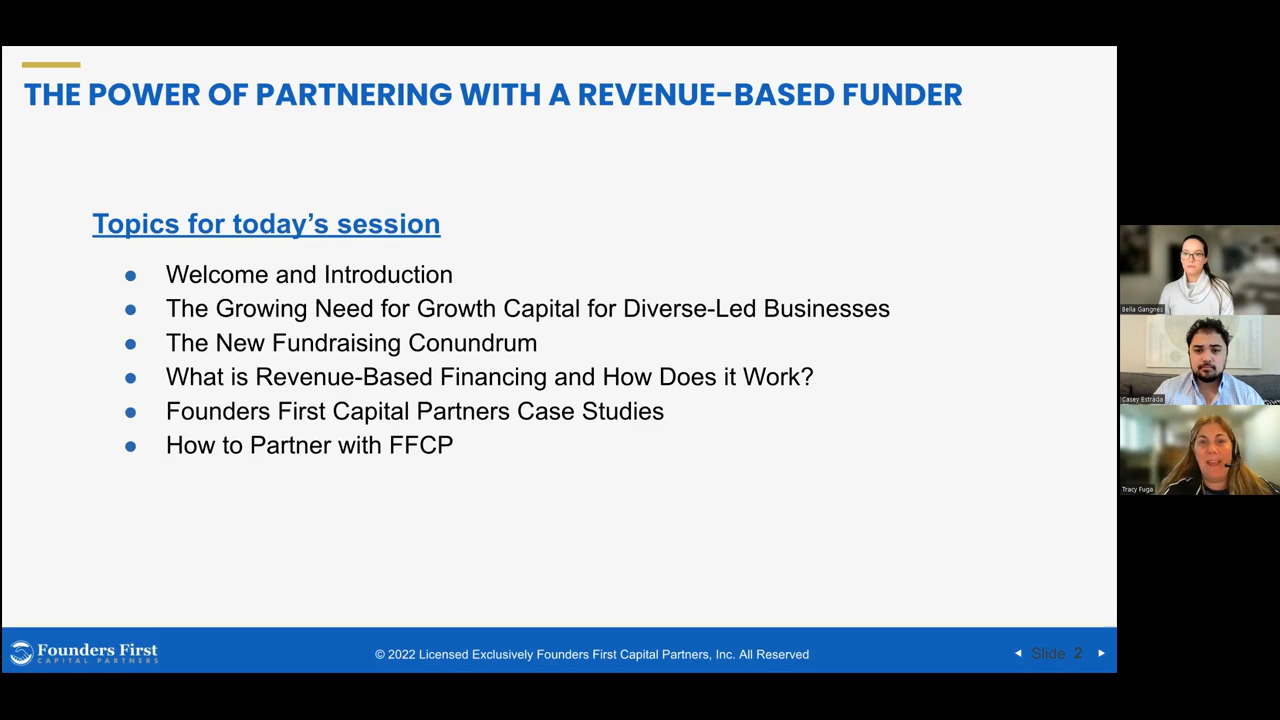 THE POWER OF PARTNERING WITH A REVENUE-BASED FUNDER
Topics for today's session
● Welcome and Introduction
● The Growing Need for Growth Capital for Diverse-Led Businesses
● The New Fundraising Conundrum
● What is Revenue-Based Financing and How Does it Work?
● Founders First Capital Partners Case Studies
● How to Partner with FFCP
Bella Gangnes
Casey Estrada
Tracy Fuga
Founders First
CAPITAL PARTNERS
© 2022 Licensed Exclusively Founders First Capital Partners, Inc. All Reserved
Slide 2